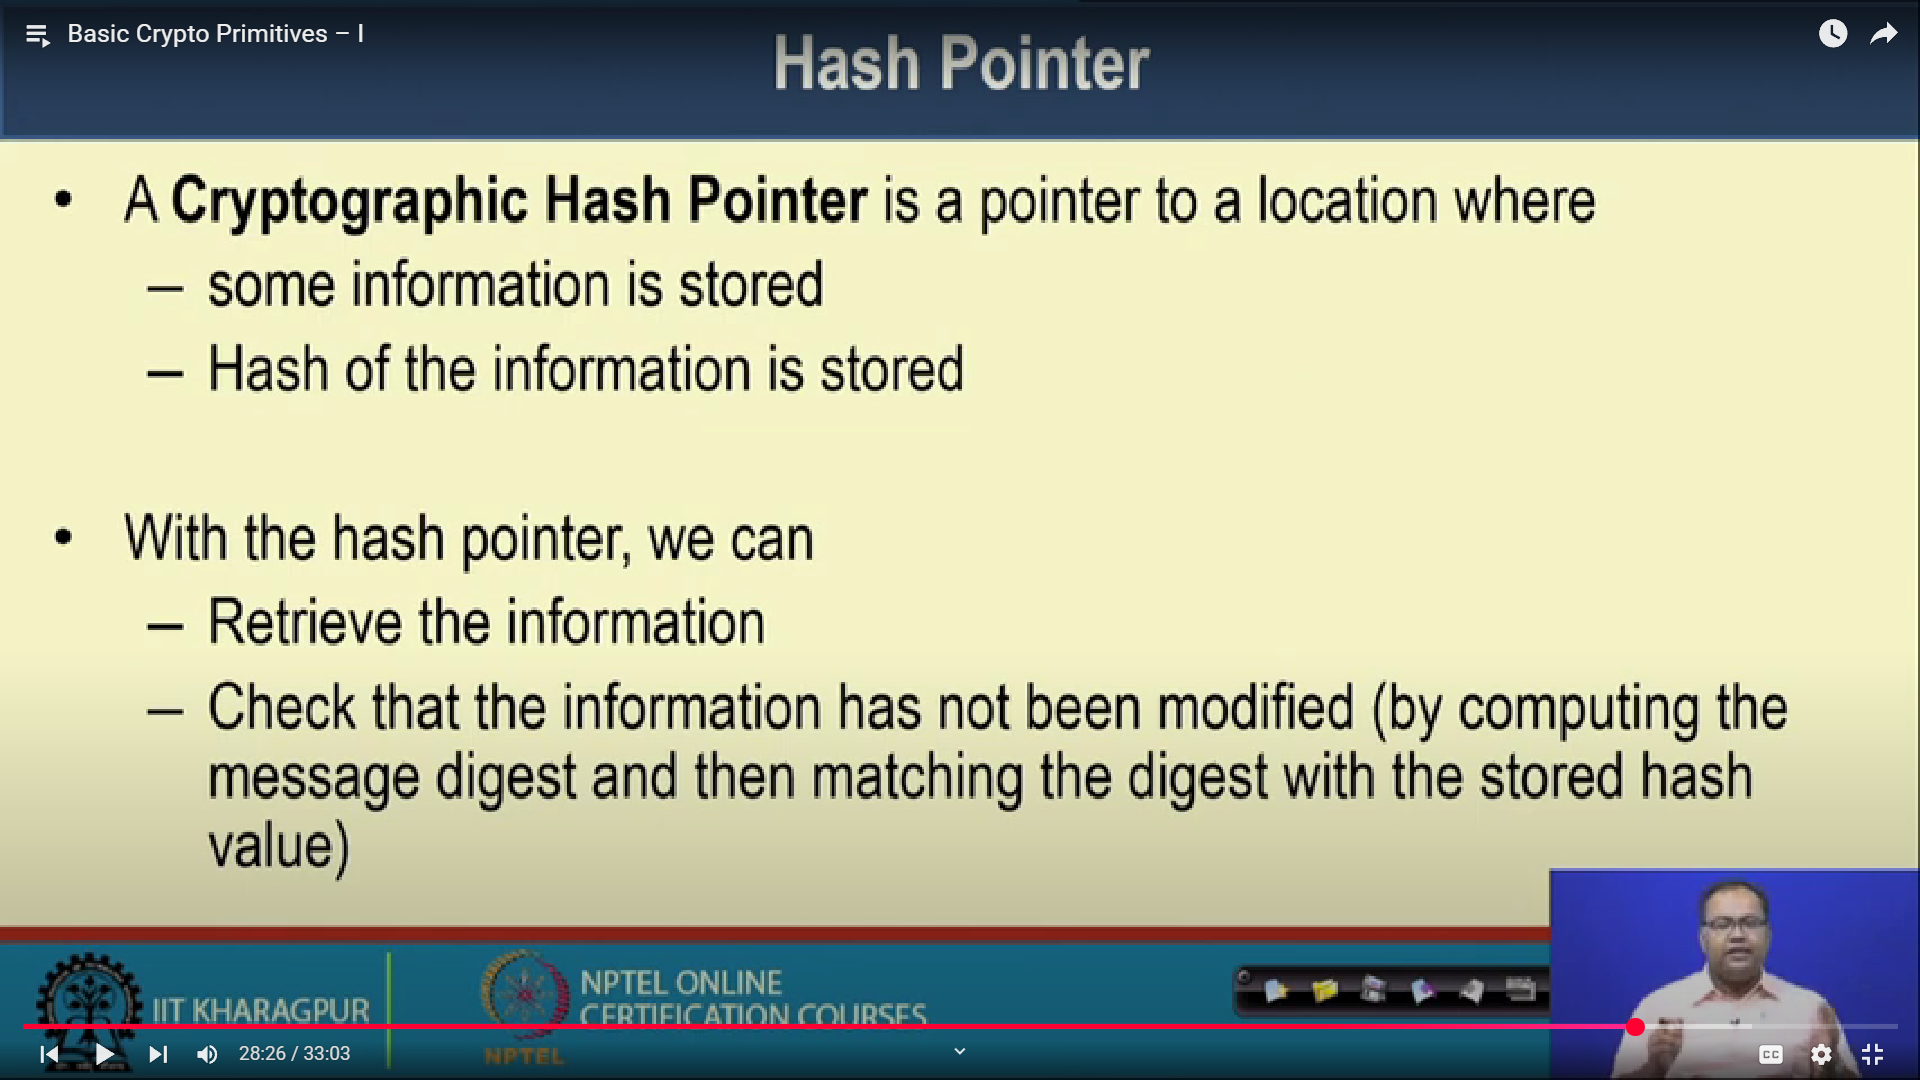 Basic Crypto Primitives – I
Hash Pointer
• A Cryptographic Hash Pointer is a pointer to a location where
– some information is stored
– Hash of the information is stored
• With the hash pointer, we can
– Retrieve the information
– Check that the information has not been modified (by computing the
message digest and then matching the digest with the stored hash
value)
IIT KHARAGPUR
NPTEL ONLINE
CERTIFICATION COURSES
NPTEL
28:26 / 33:03
CC